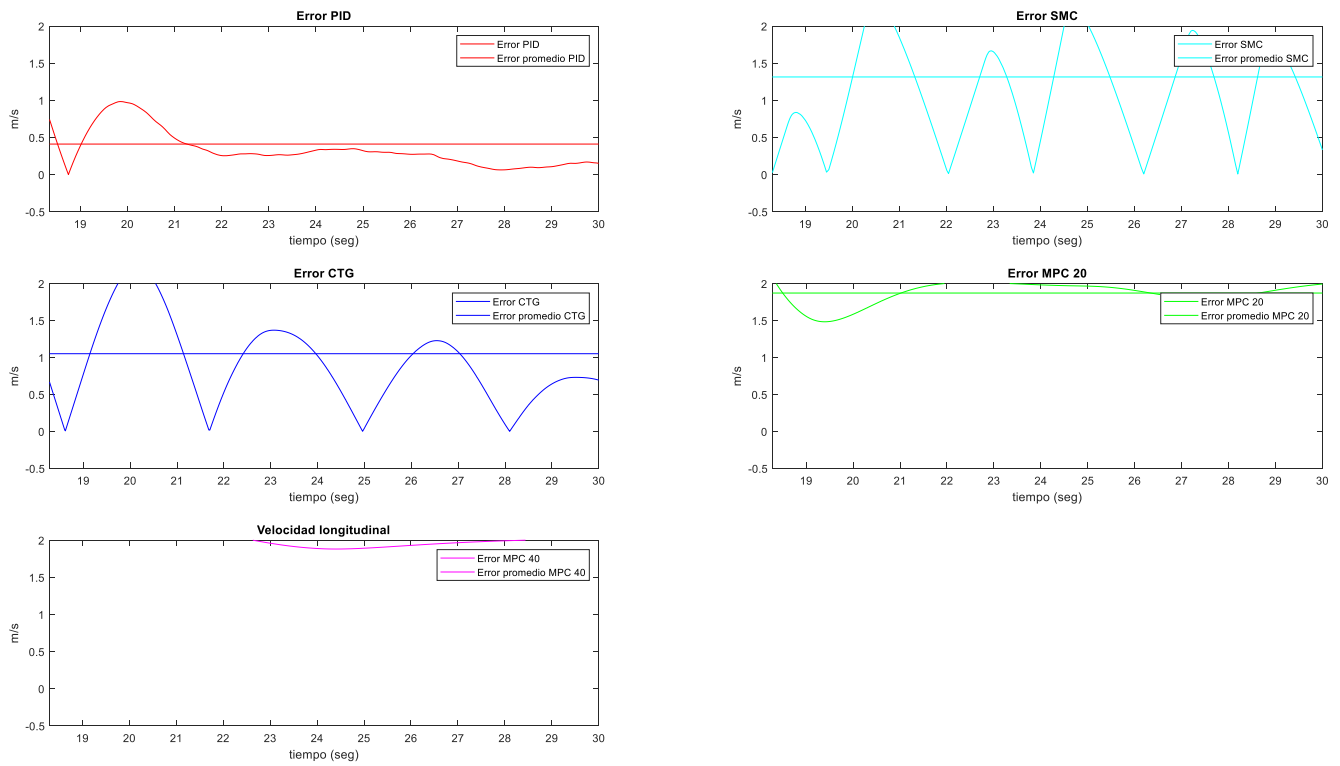 Error PID
2
1.5
1
0.5
0
-0.5
m/s
Error PID
Error promedio PID
19 20 21 22 23 24 25 26 27 28 29 30
tiempo (seg)
Error SMC
2
1.5
1
0.5
0
-0.5
m/s
Error SMC
Error promedio SMC
19 20 21 22 23 24 25 26 27 28 29 30
tiempo (seg)
Error CTG
2
1.5
1
0.5
0
-0.5
m/s
Error CTG
Error promedio CTG
19 20 21 22 23 24 25 26 27 28 29 30
tiempo (seg)
Error MPC 20
2
1.5
1
0.5
0
-0.5
m/s
Error MPC 20
Error promedio MPC 20
19 20 21 22 23 24 25 26 27 28 29 30
tiempo (seg)
Velocidad longitudinal
2
1.5
1
0.5
0
-0.5
m/s
Error MPC 40
Error promedio MPC 40
19 20 21 22 23 24 25 26 27 28 29 30
tiempo (seg)